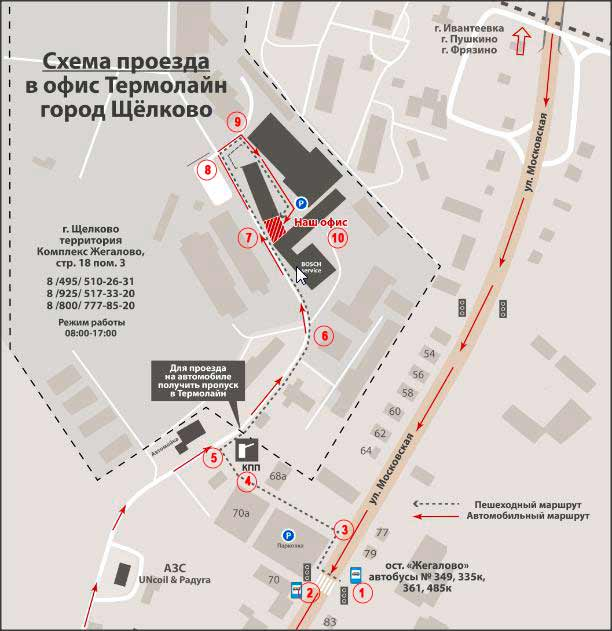 Схема проезда
в офис Термолайн
город Щёлково
г. Ивантеевка
г. Пушкино
г. Фрязино
ул. Московская
9
8
P
Наш офис
7
10
BOSCH
service
г. Щелково
территория
Комплекс Жегалово,
стр. 18 пом. 3
8 /495/ 510-26-31
8 /925/ 517-33-20
8 /800/ 777-85-20
Режим работы
08:00-17:00
6
Для проезда
на автомобиле
получить пропуск
в Термолайн
54
56
58
60
62
64
Автомойка
5
КПП
4
68а
ул. Московская
70а
3
Пешеходный маршрут
Автомобильный маршрут
P
Парковка
77
79
АЗС
UNcoil & Радуга
70
2
1
ост. «Жегалово»
автобусы № 349, 335к,
361, 485к
83